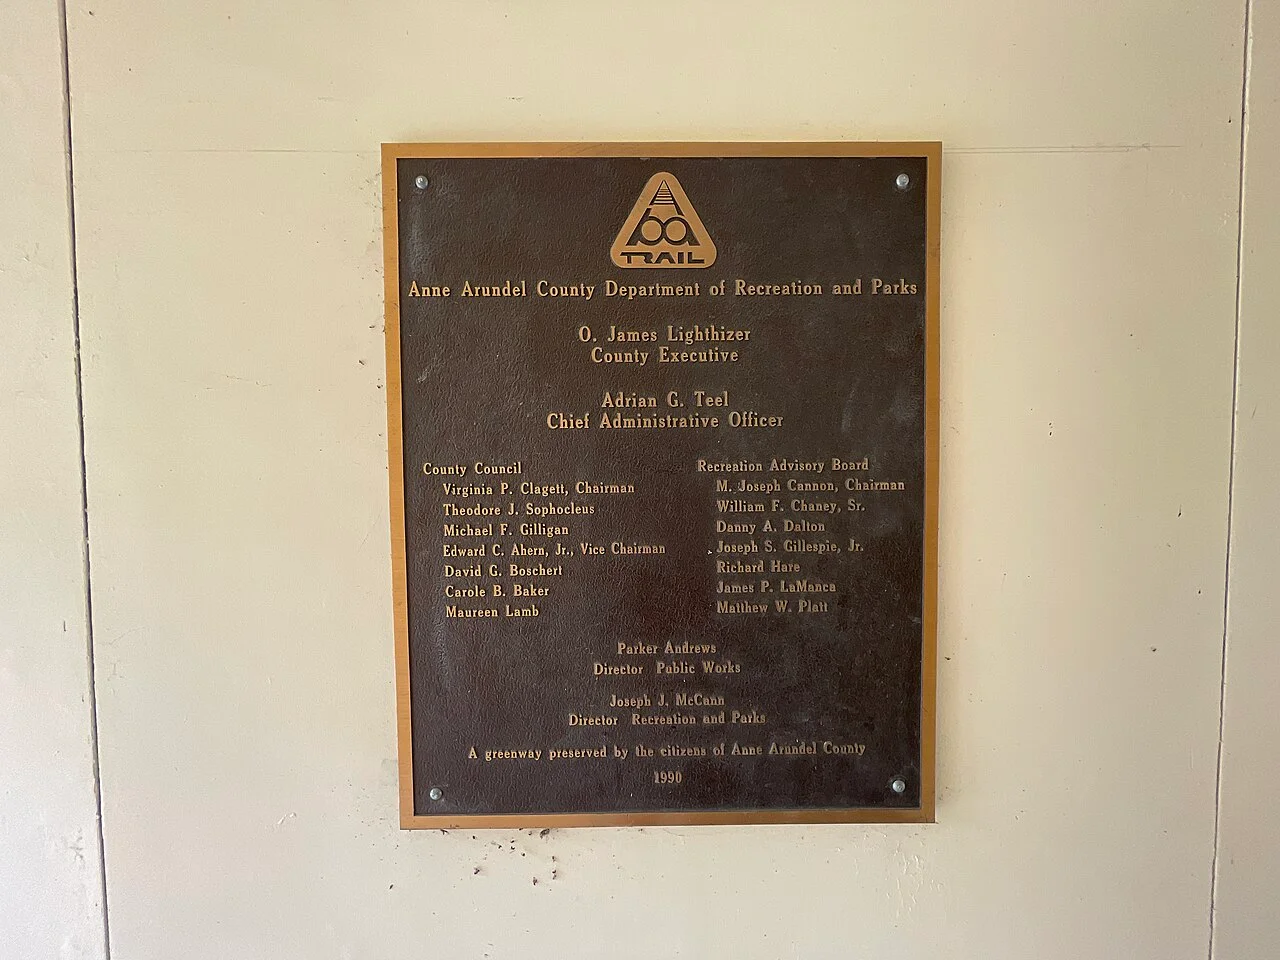 ba
TRAIL
Anne Arundel County Department of Recreation and Parks
O. James Lighthizer
County Executive
Adrian G. Teel
Chief Administrative Officer
County Council
Virginia P. Clagett, Chairman
Theodore J. Sophocleus
Michael F. Gilligan
Edward C. Ahern, Jr., Vice Chairman
David G. Boschert
Carole B. Baker
Maureen Lamb
Recreation Advisory Board
M. Joseph Cannon, Chairman
William F. Chaney, Sr.
Danny A. Dalton
Joseph S. Gillespie, Jr.
Richard Hare
James P. LaManca
Matthew W. Platt
Parker Andrews
Director Public Works
Joseph J. McCann
Director Recreation and Parks
A greenway preserved by the citizens of Anne Arundel County
1990